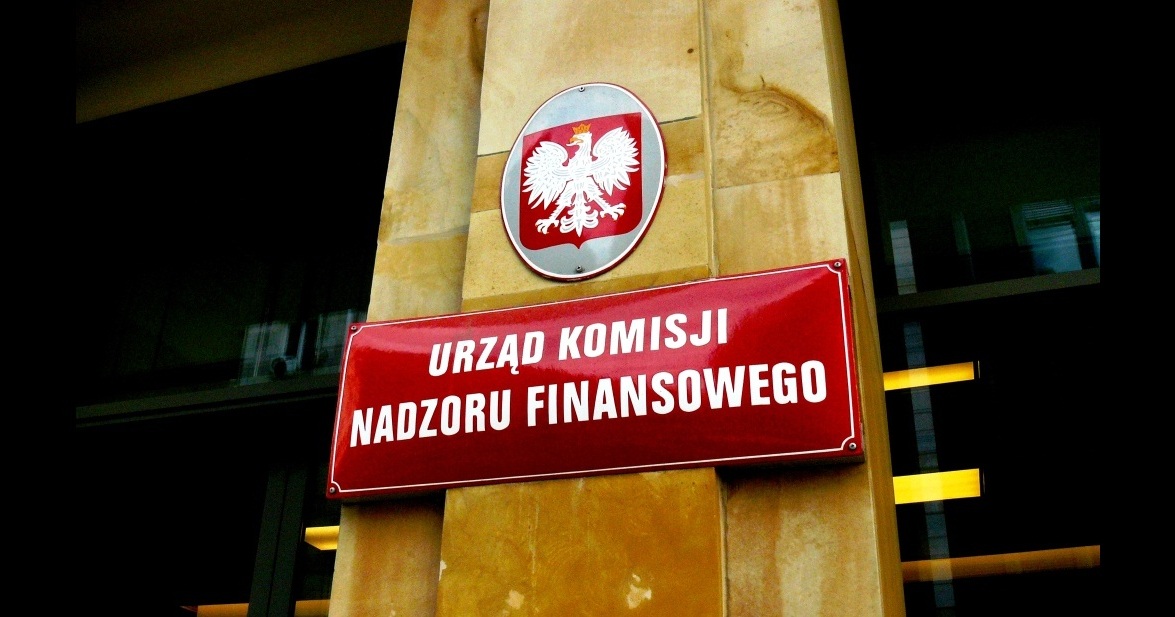 URZĄD KOMISJI
NADZORU FINANSOWEGO